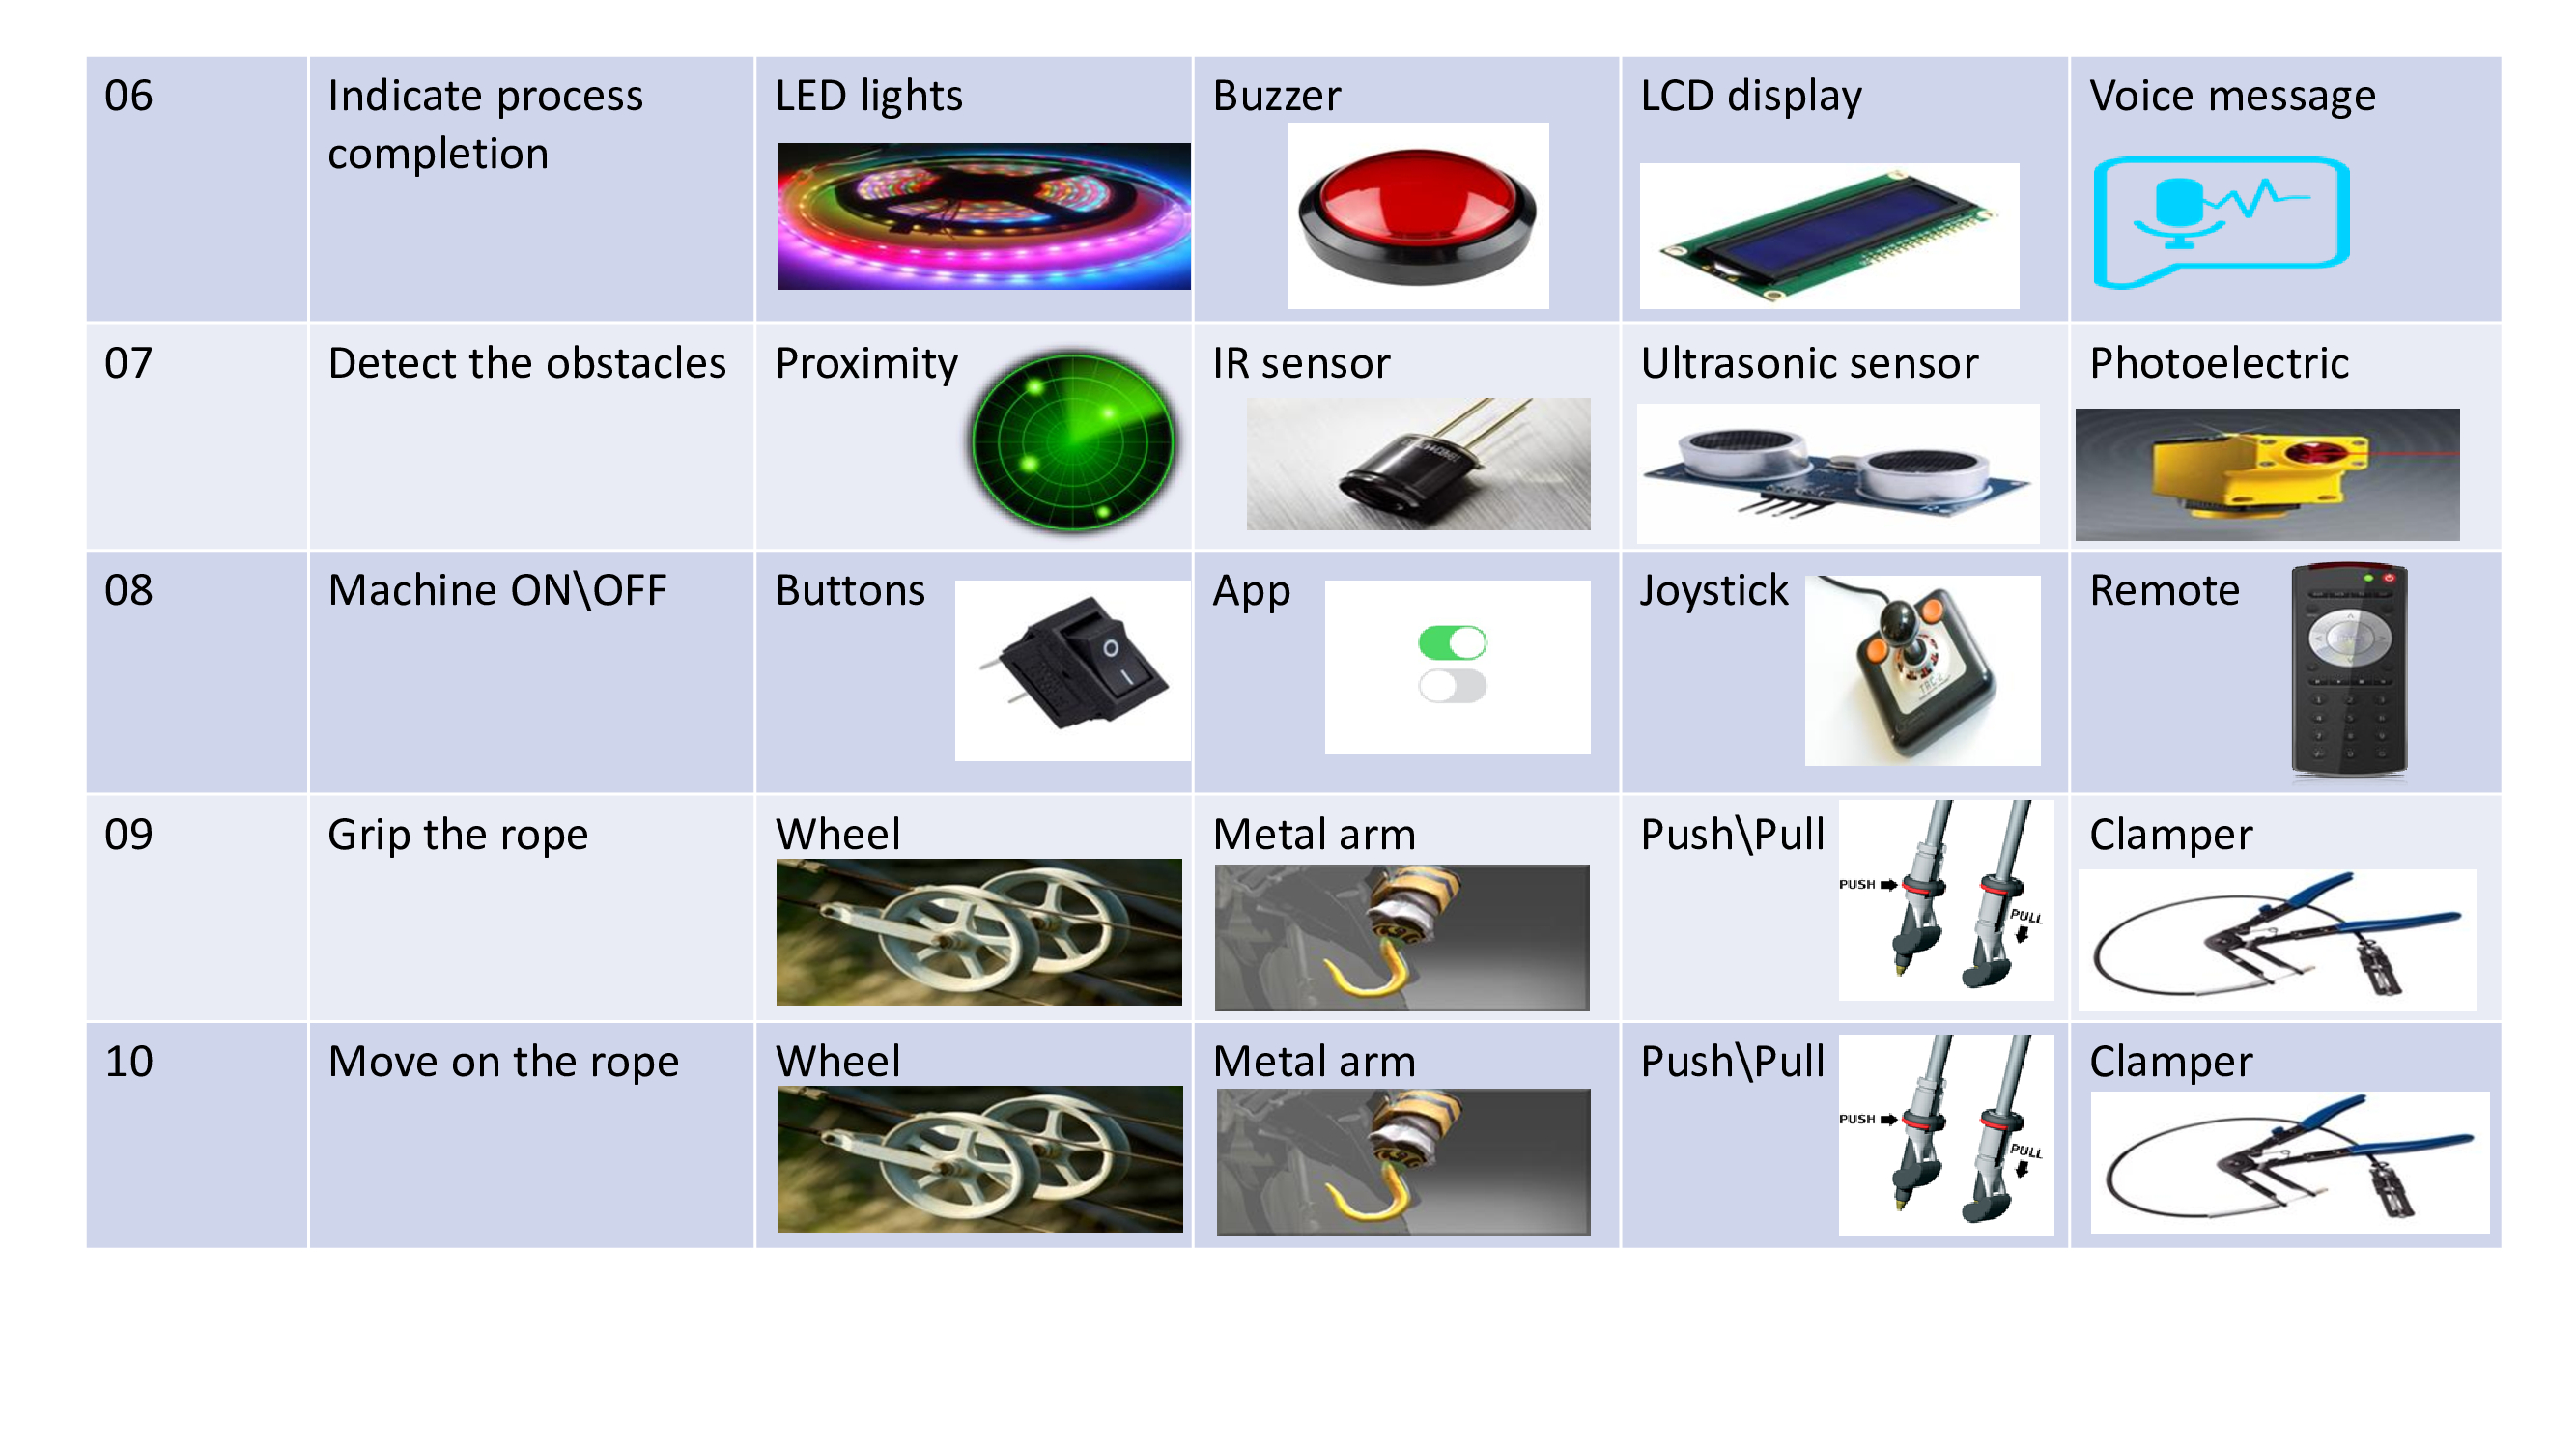 06
Indicate process
completion
LED lights
Buzzer
LCD display
Voice message
07
Detect the obstacles
Proximity
IR sensor
Ultrasonic sensor
Photoelectric
08
Machine ON\OFF
Buttons
App
Joystick
Remote
09
Grip the rope
Wheel
Metal arm
Push\Pull
PUSH
PULL
Clamper
10
Move on the rope
Wheel
Metal arm
Push\Pull
PUSH
PULL
Clamper